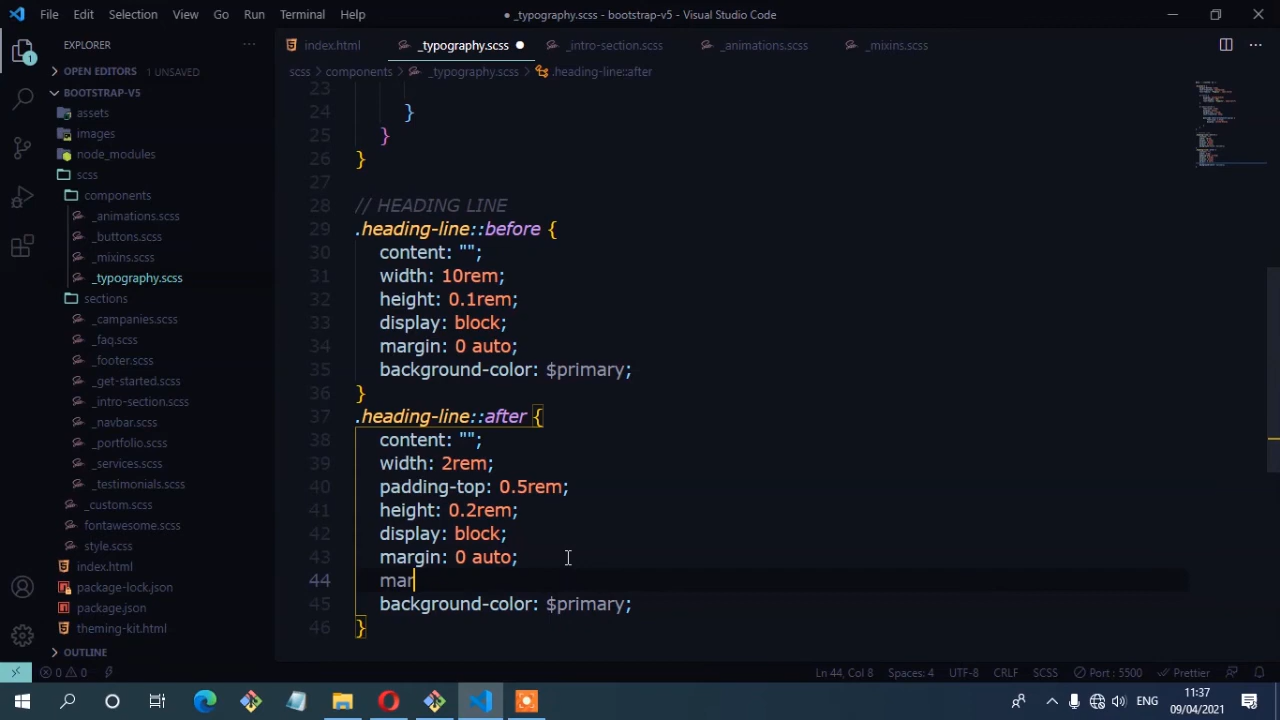 File Edit Selection View Go Run Terminal Help
● _typography.scss - bootstrap-v5 - Visual Studio Code
EXPLORER
index.html _typography.scss _intro-section.scss _animations.scss _mixins.scss
OPEN EDITORS 1 UNSAVED
scss > components > _typography.scss > .heading-line::after
BOOTSTRAP-V5
assets
images
node_modules
scss
components
_animations.scss
_buttons.scss
_mixins.scss
_typography.scss
sections
_campanies.scss
_faq.scss
_footer.scss
_get-started.scss
_intro-section.scss
_navbar.scss
_portfolio.scss
_services.scss
_testimonials.scss
_custom.scss
fontawesome.scss
style.scss
index.html
package-lock.json
package.json
theming-kit.html
OUTLINE
23
24 }
25 }
26 }
27
28 // HEADING LINE
29 .heading-line::before {
30 content: "";
31 width: 10rem;
32 height: 0.1rem;
33 display: block;
34 margin: 0 auto;
35 background-color: $primary;
36 }
37 .heading-line::after {
38 content: "";
39 width: 2rem;
40 padding-top: 0.5rem;
41 height: 0.2rem;
42 display: block;
43 margin: 0 auto;
44 mar
45 background-color: $primary;
46 }
0 0 Ln 44, Col 8 Spaces: 4 UTF-8 CRLF SCSS Port : 5500 Prettier
ENG 11:37
09/04/2021